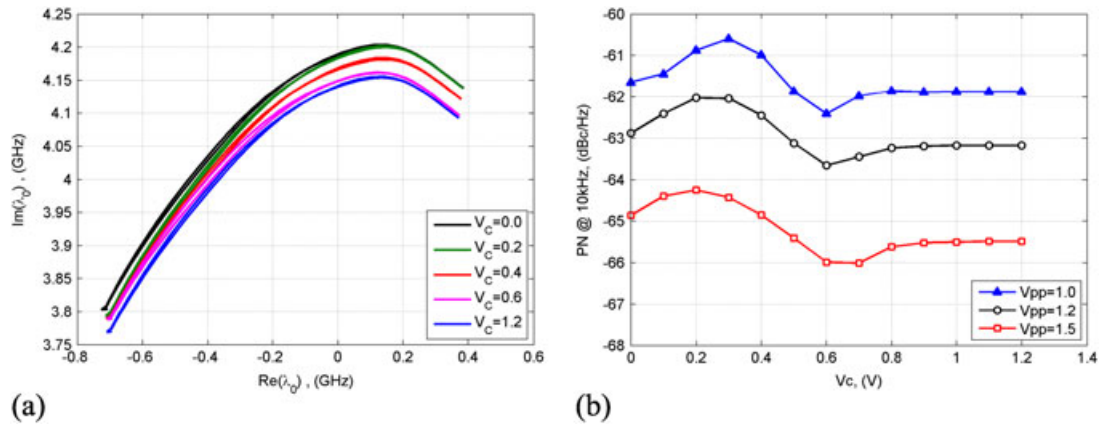 4.25
4.2
4.15
4.1
4.05
4
3.95
3.9
3.85
3.8
3.75
Im(λ0) , (GHz)
-0.8 -0.6 -0.4 -0.2 0 0.2 0.4 0.6
Re(λ0) , (GHz)
VC=0.0
VC=0.2
VC=0.4
VC=0.6
VC=1.2
(a)
-60
-61
-62
-63
-64
-65
-66
-67
-68
PN @ 10kHz, (dBc/Hz)
0 0.2 0.4 0.6 0.8 1 1.2 1.4
Vc, (V)
Vpp=1.0
Vpp=1.2
Vpp=1.5
(b)